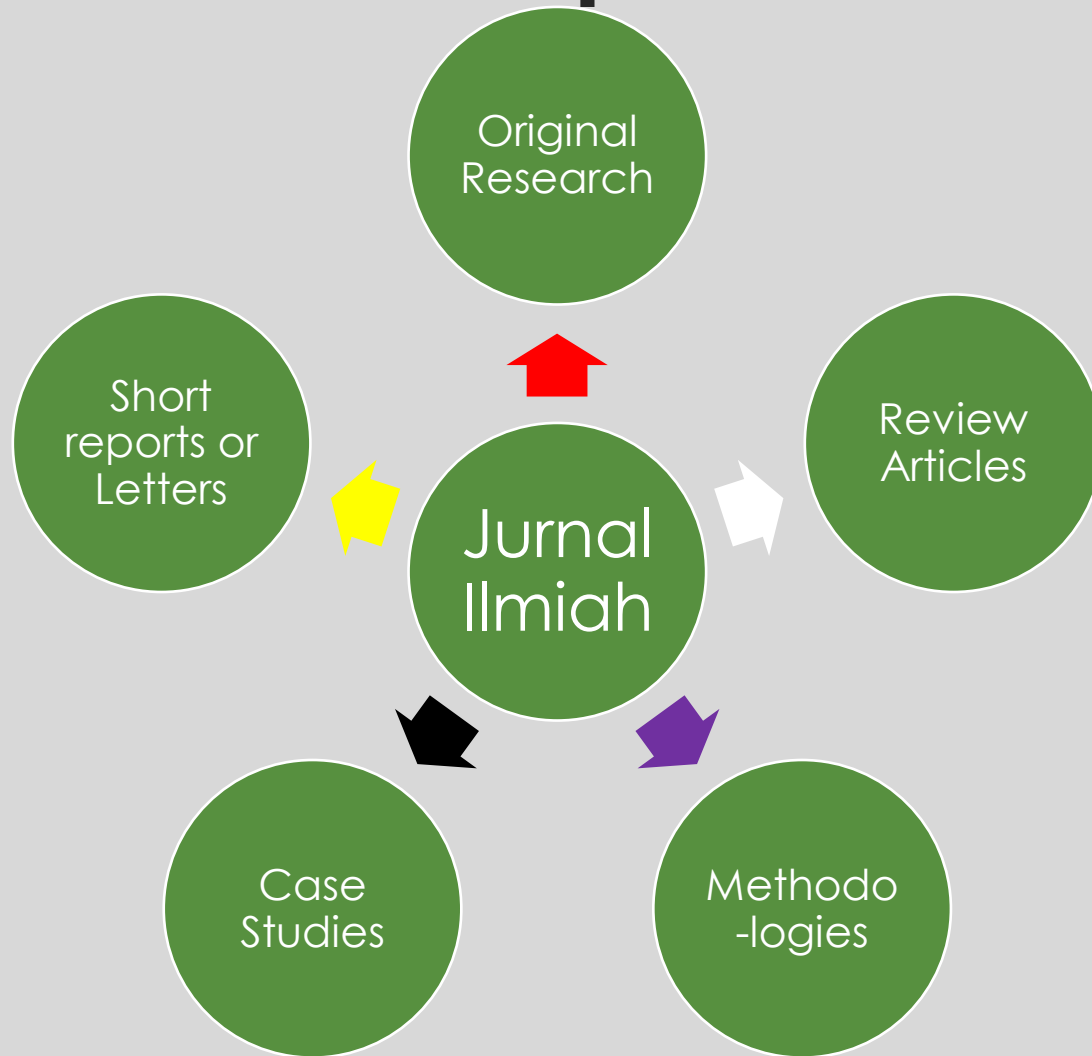 Original
Research
Short
reports or
Letters
Review
Articles
Jurnal
Ilmiah
Case
Studies
Methodo
-logies